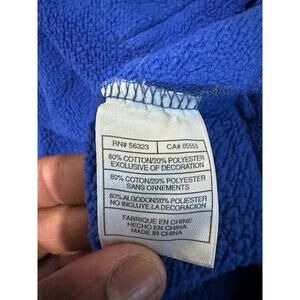 RN# 56323 CA# 05553
80% COTTON/20% POLYESTER
EXCLUSIVE OF DECORATION
80% COTON/20% POLYESTER
SANS ORNEMENTS
80% ALGODON/20% POLIESTER
NO INCLUYE LA DECORACION
FABRIQUE EN CHINE
HECHO EN CHINA
MADE IN CHINA